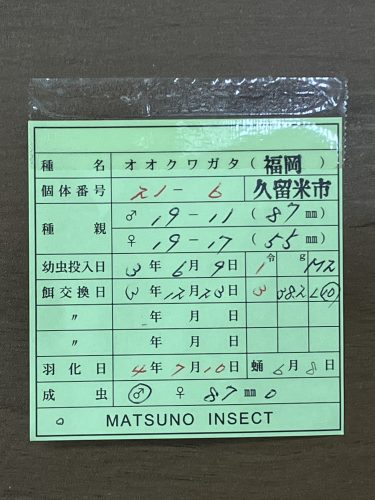 種名 オオクワガタ (福岡)
個体番号 21-6 久留米市
種親 ♂ 19-11 (87㎜)
♀ 19-17 (55㎜)
幼虫投入日 3年6月9日 1令 g M2
餌交換日 (3年12月23日 3 382 L(10)
〃 年 月 日
〃 年 月 日
羽化日 4年7月10日 蛹 6月8日
成虫 ♂ ♀ 87㎜ 0
MATSUNO INSECT